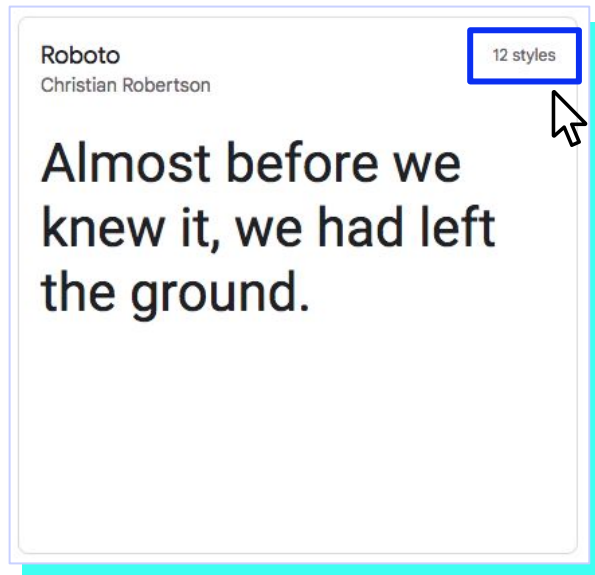 Roboto
12 styles
Christian Robertson
Almost before we
knew it, we had left
the ground.